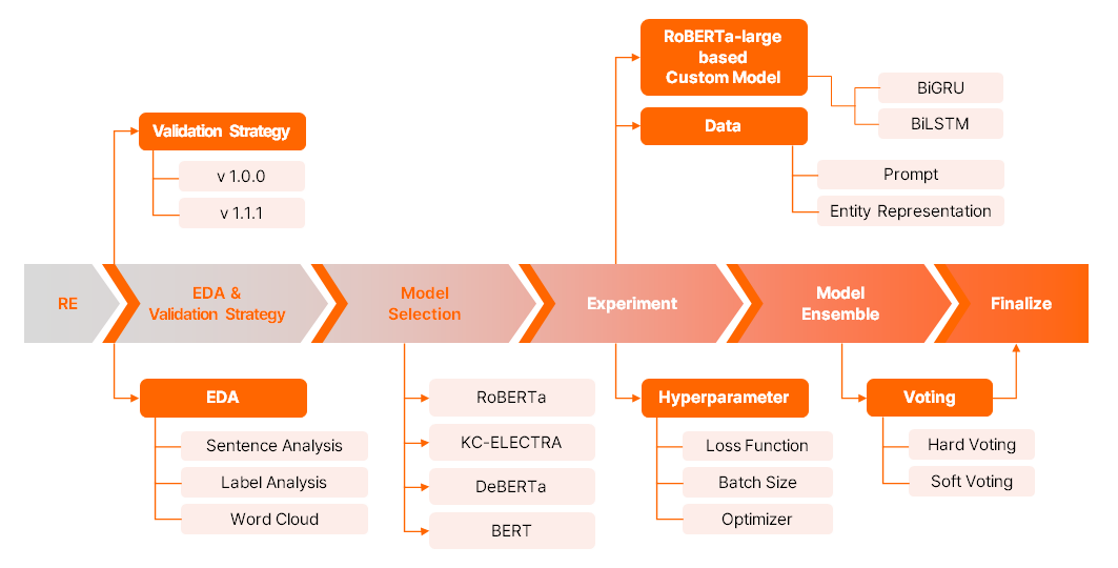 RoBERTa-large
based
Custom Model
BiGRU
BiLSTM
Data
Prompt
Entity Representation
Validation Strategy
v 1.0.0
v 1.1.1
RE
EDA &
Validation Strategy
Model
Selection
Experiment
Model
Ensemble
Finalize
EDA
Sentence Analysis
Label Analysis
Word Cloud
RoBERTa
KC-ELECTRA
DeBERTa
BERT
Hyperparameter
Loss Function
Batch Size
Optimizer
Voting
Hard Voting
Soft Voting